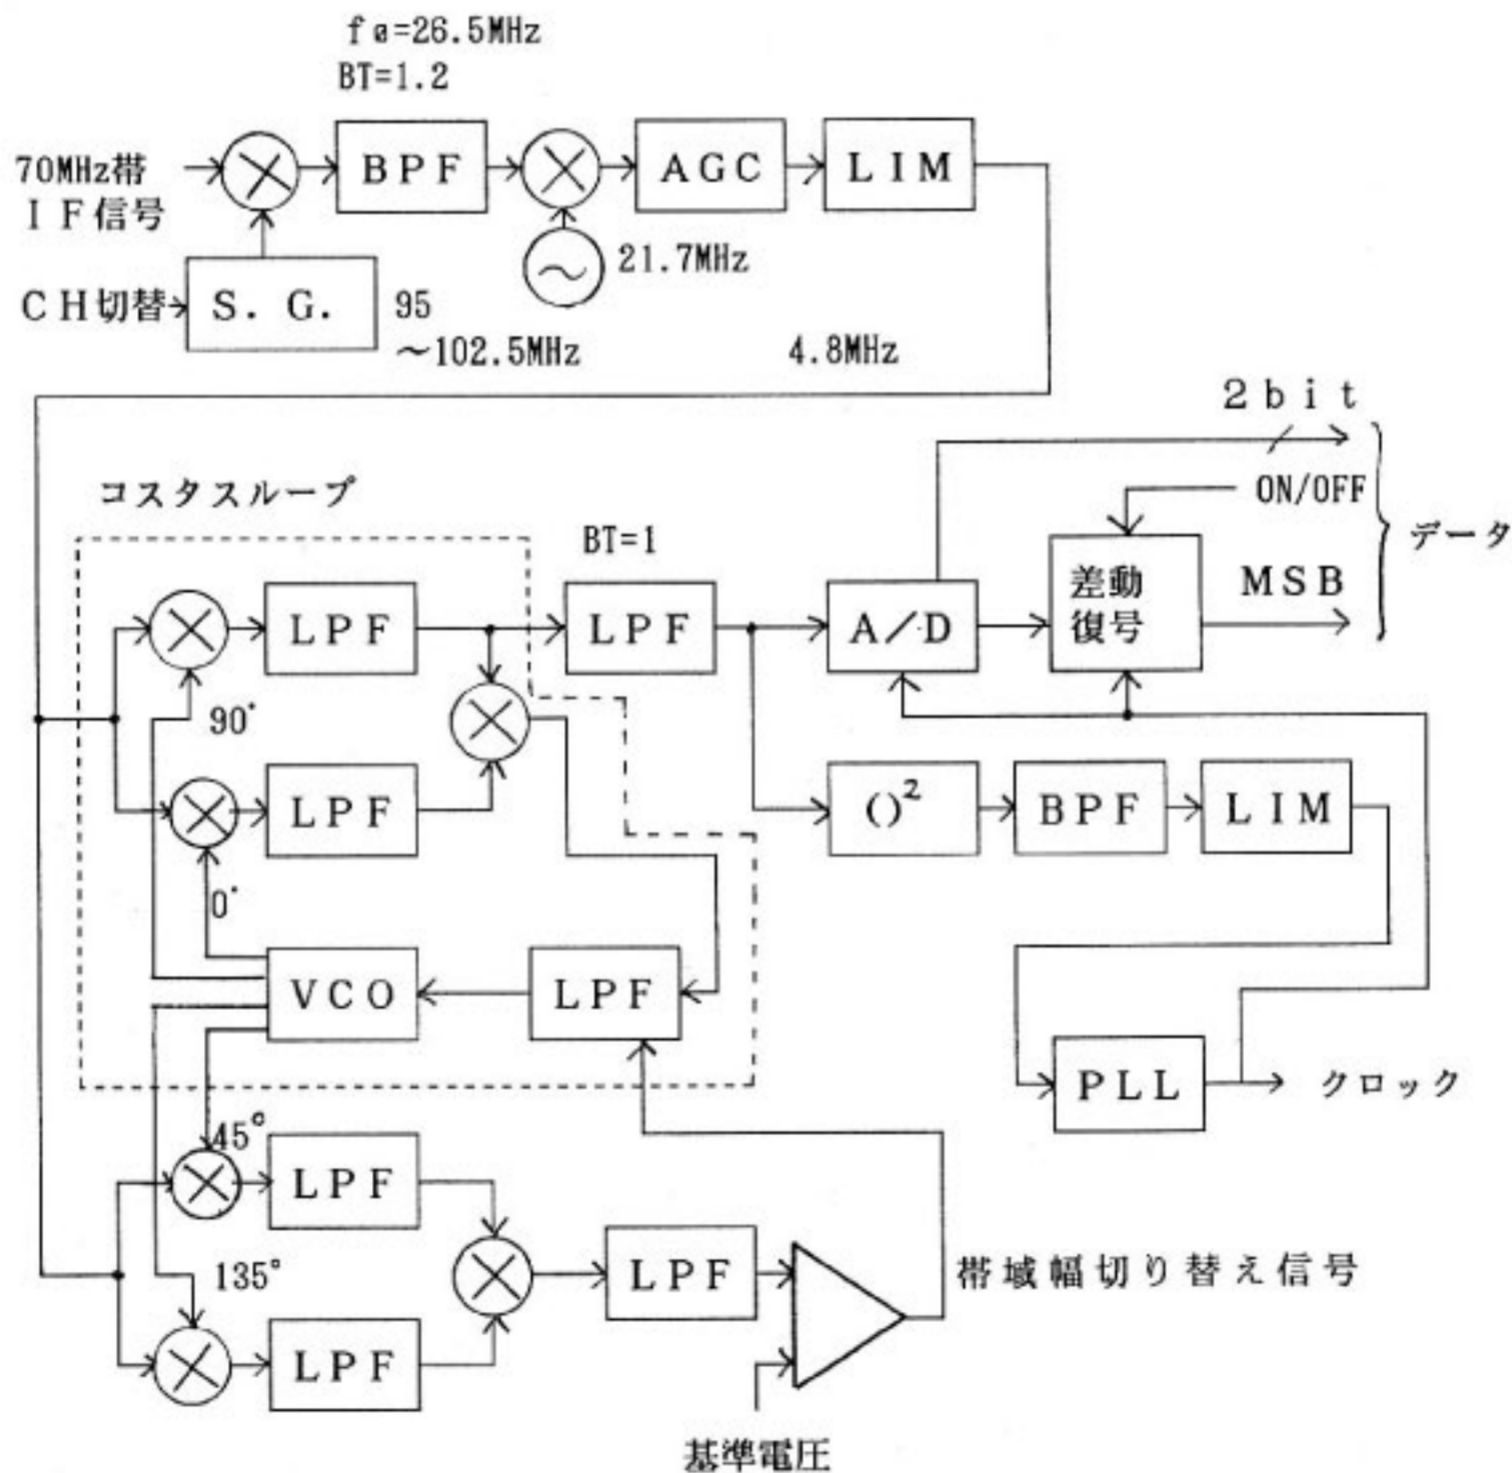 fø=26.5MHz
BT=1.2
70MHz帯
IF信号
BPF
AGC
LIM
21.7MHz
CH切替
S.G.
95
～102.5MHz
4.8MHz
2bit
コスタスループ
BT=1
ON/OFF
データ
LPF
LPF
A/D
差動
復号
MSB
90°
LPF
()²
BPF
LIM
0°
VCO
LPF
PLL
クロック
45°
LPF
135°
LPF
帯域幅切り替え信号
LPF
基準電圧